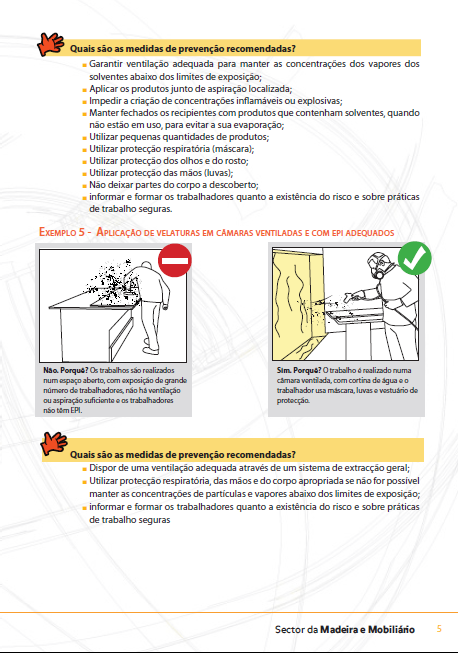 Quais são as medidas de prevenção recomendadas?
Garantir ventilação adequada para manter as concentrações dos vapores dos
solventes abaixo dos limites de exposição;
Aplicar os produtos junto de aspiração localizada;
Impedir a criação de concentrações inflamáveis ou explosivas;
Manter fechados os recipientes com produtos que contenham solventes, quando
não estão em uso, para evitar a sua evaporação;
Utilizar pequenas quantidades de produtos;
Utilizar protecção respiratória (máscara);
Utilizar protecção dos olhos e do rosto;
Utilizar protecção das mãos (luvas);
Não deixar partes do corpo a descoberto;
informar e formar os trabalhadores quanto a existência do risco e sobre práticas
de trabalho seguras.
Exemplo 5 - Aplicação de velaturas em câmaras ventiladas e com epi adequados
Não. Porquê? Os trabalhos são realizados
num espaço aberto, com exposição de grande
número de trabalhadores, não há ventilação
ou aspiração suficiente e os trabalhadores
não têm EPI.
Sim. Porquê? O trabalho é realizado numa
câmara ventilada, com cortina de água e o
trabalhador usa máscara, luvas e vestuário de
protecção.
Quais são as medidas de prevenção recomendadas?
Dispor de uma ventilação adequada através de um sistema de extracção geral;
Utilizar protecção respiratória, das mãos e do corpo apropriada se não for possível
manter as concentrações de partículas e vapores abaixo dos limites de exposição;
informar e formar os trabalhadores quanto a existência do risco e sobre práticas
de trabalho seguras
Sector da Madeira e Mobiliário 5